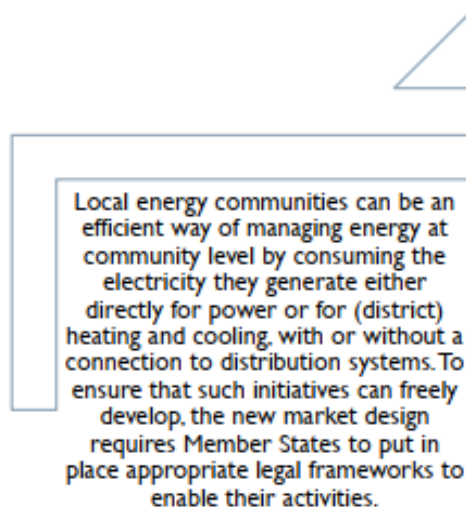 Local energy communities can be an
efficient way of managing energy at
community level by consuming the
electricity they generate either
directly for power or for (district)
heating and cooling, with or without a
connection to distribution systems. To
ensure that such initiatives can freely
develop, the new market design
requires Member States to put in
place appropriate legal frameworks to
enable their activities.